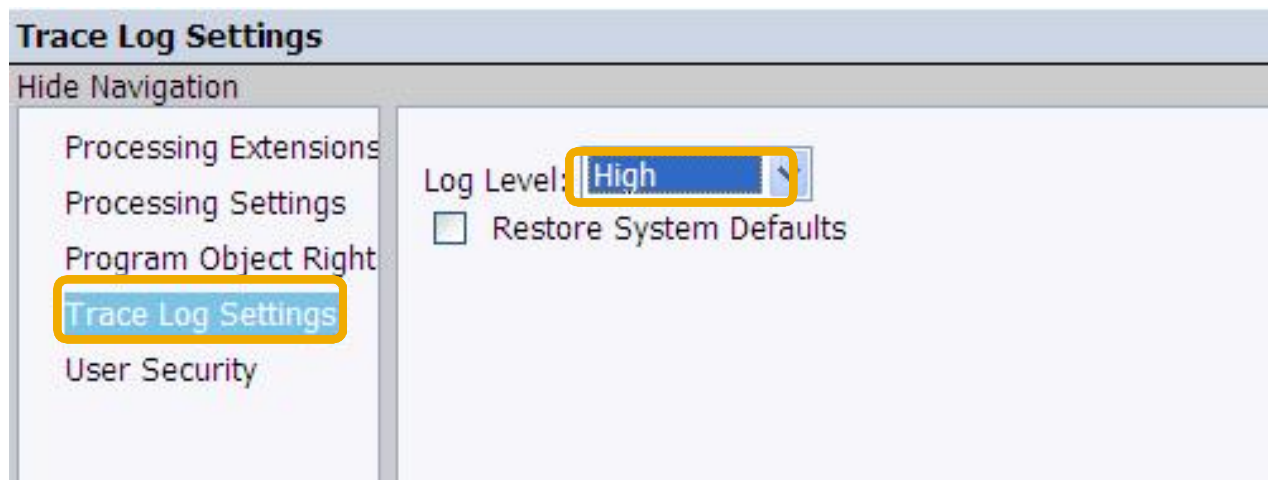 Trace Log Settings
Hide Navigation
Processing Extensions
Processing Settings
Program Object Right
Trace Log Settings
User Security
Log Level: High
Restore System Defaults